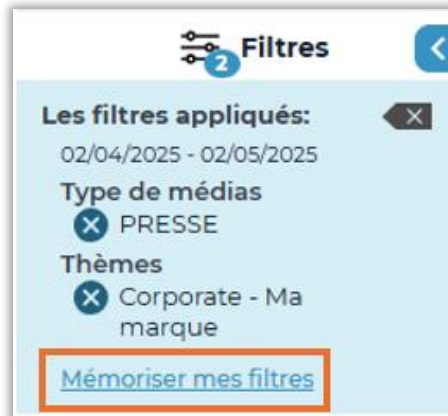 2 Filtres
Les filtres appliqués:
02/04/2025 - 02/05/2025
Type de médias
PRESSE
Thèmes
Corporate - Ma
marque
Mémoriser mes filtres